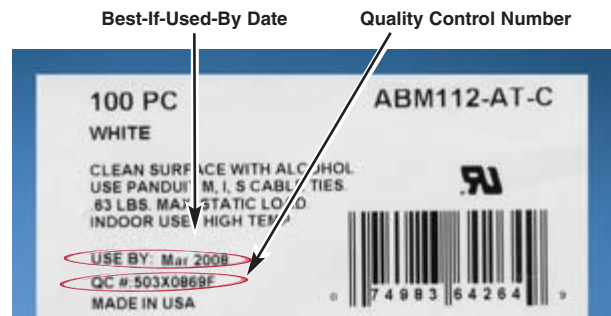 Best-If-Used-By Date Quality Control Number
100 PC ABM112-AT-C
WHITE
CLEAN SURFACE WITH ALCOHOL
USE PANDUIT M, I, S CABLE TIES.
.63 LBS. MAX STATIC LOAD
INDOOR USE HIGH TEMP
USE BY: Mar 2008
QC #:503X0869F
MADE IN USA
0 74983 64264 9